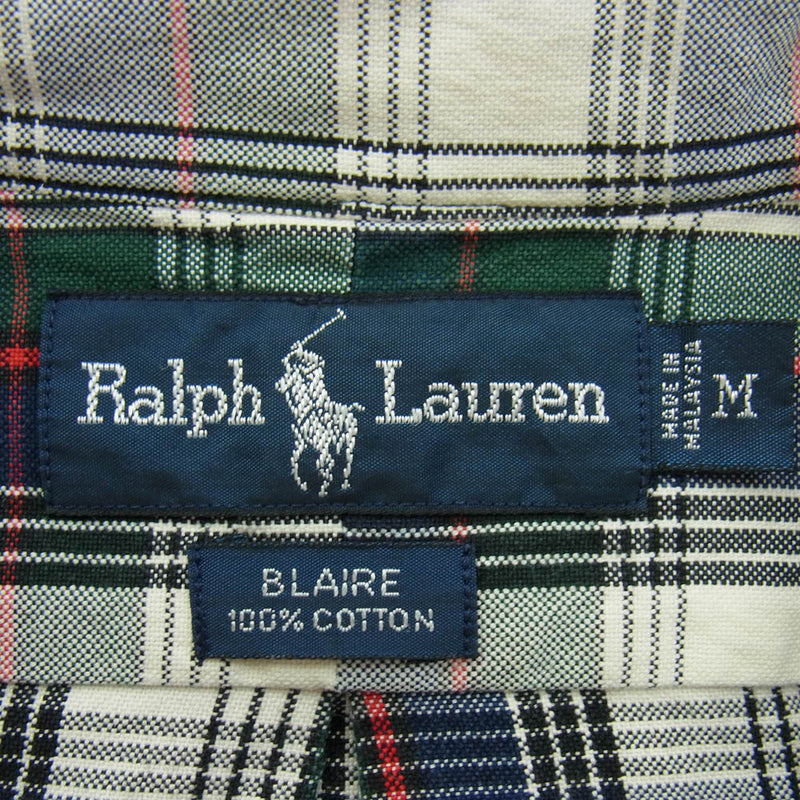 Ralph Lauren
MADE IN
MALAYSIA
M
BLAIRE
100% COTTON